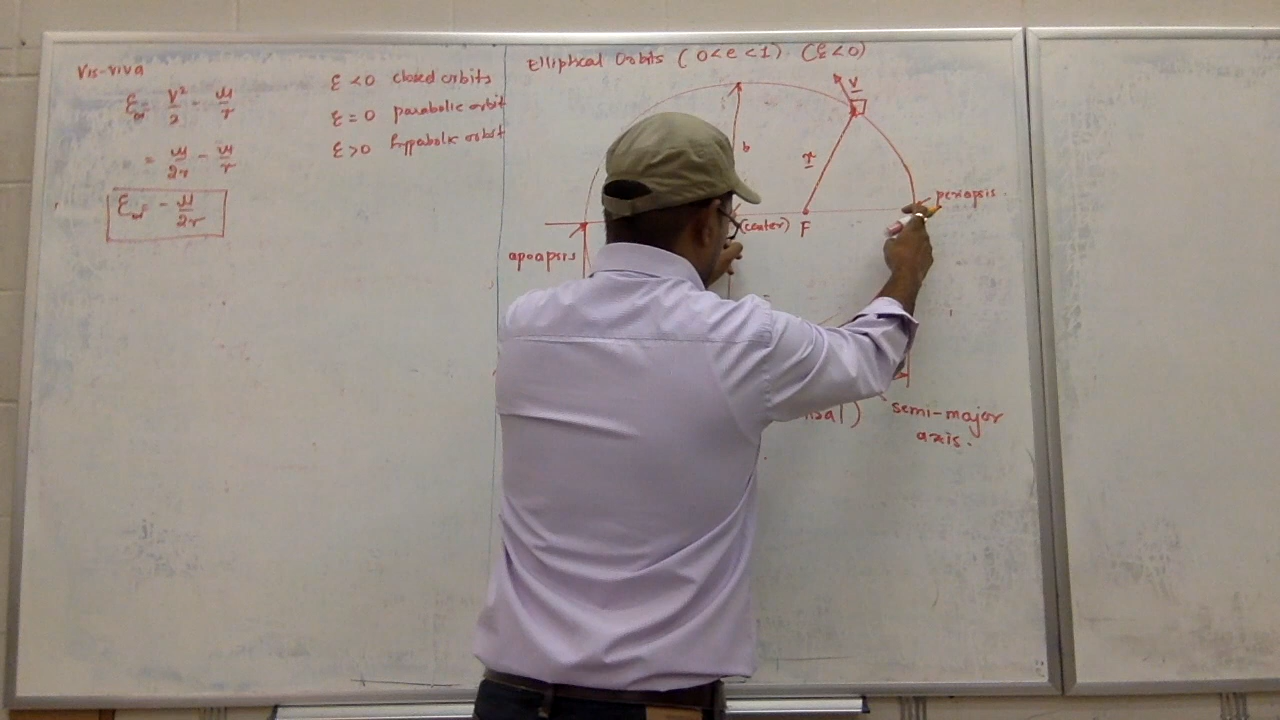 vis-viva
ε = v²/2 - μ/r
= μ/2r - μ/r
ε = - μ/2r
ε < 0 closed orbits
ε = 0 parabolic orbit
ε > 0 hyperbolic orbit
Elliptical Orbits (0 < e < 1) (ε < 0)
v
r
b
periapsis
(center) F
apoapsis
semi-major
axis.